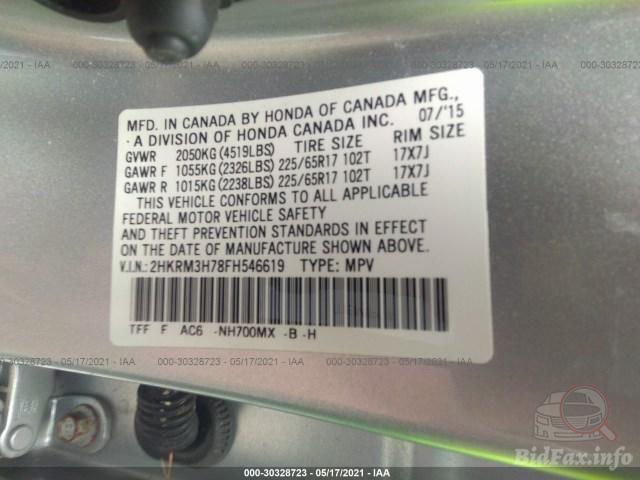 MFD. IN CANADA BY HONDA OF CANADA MFG.,
A DIVISION OF HONDA CANADA INC. 07/'15
GVWR 2050KG (4519LBS) TIRE SIZE RIM SIZE
GAWR F 1055KG (2326LBS) 225/65R17 102T 17X7J
GAWR R 1015KG (2238LBS) 225/65R17 102T 17X7J
THIS VEHICLE CONFORMS TO ALL APPLICABLE
FEDERAL MOTOR VEHICLE SAFETY
AND THEFT PREVENTION STANDARDS IN EFFECT
ON THE DATE OF MANUFACTURE SHOWN ABOVE.
V.I.N.: 2HKRM3H78FH546619 TYPE: MPV
TFF F AC6 -NH700MX -B -H
000-30328723 - 05/17/2021 - IAA
BidFax.info